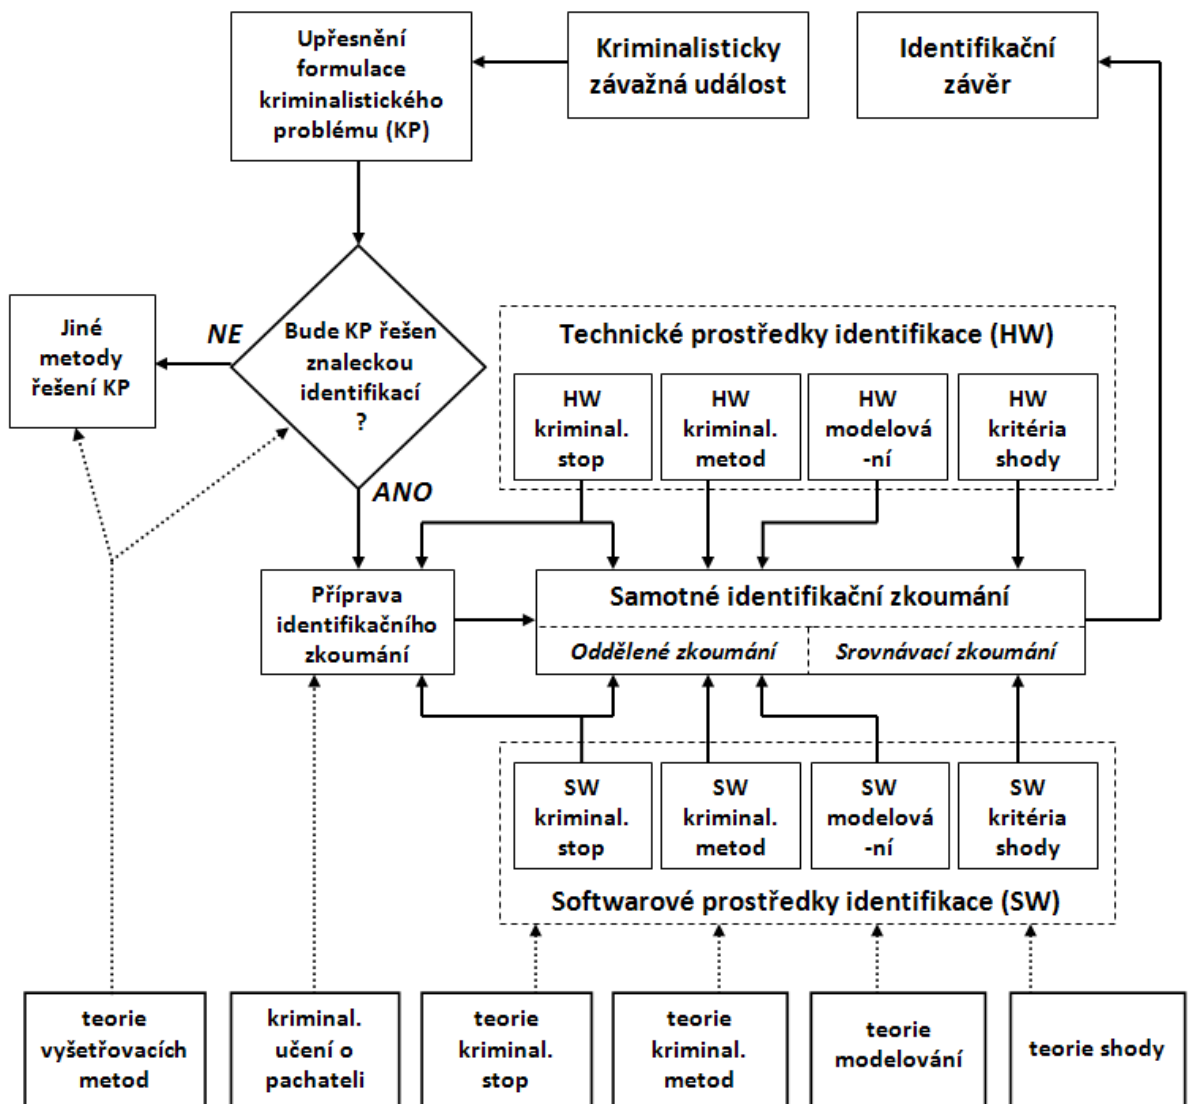 Upřesnění
formulace
kriminalistického
problému (KP)
Kriminalisticky
závažná událost
Identifikační
závěr
Jiné
metody
řešení KP
NE
Bude KP řešen
znaleckou
identifikací
?
ANO
Technické prostředky identifikace (HW)
HW
kriminal.
stop
HW
kriminal.
metod
HW
modelová
-ní
HW
kritéria
shody
Příprava
identifikačního
zkoumání
Samotné identifikační zkoumání
Oddělené zkoumání
Srovnávací zkoumání
SW
kriminal.
stop
SW
kriminal.
metod
SW
modelová
-ní
SW
kritéria
shody
Softwarové prostředky identifikace (SW)
teorie
vyšetřovacích
metod
kriminal.
učení o
pachateli
teorie
kriminal.
stop
teorie
kriminal.
metod
teorie
modelování
teorie shody